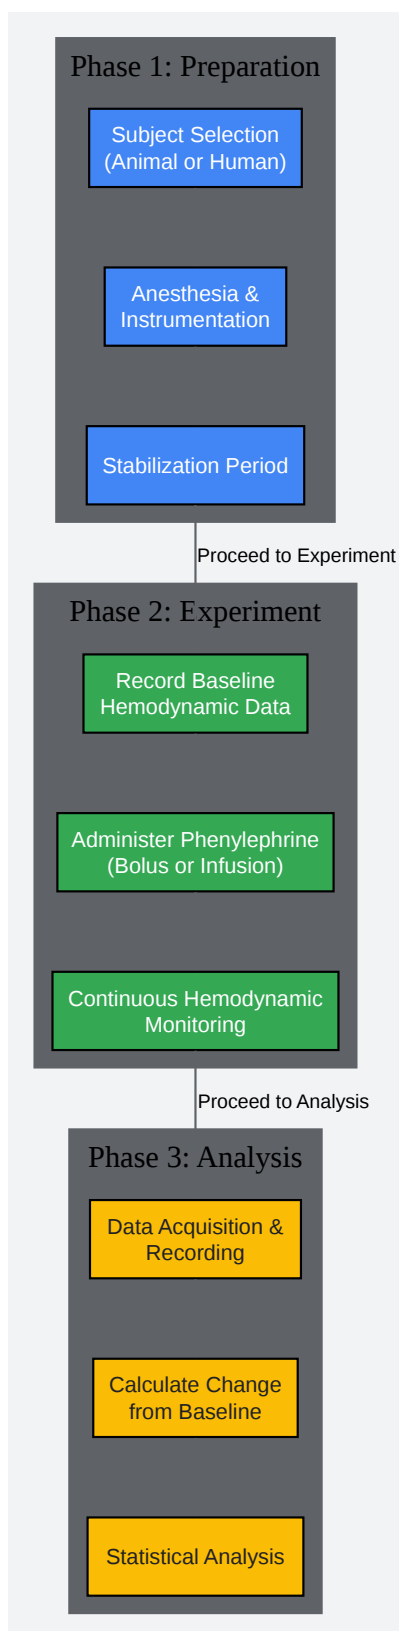 Phase 1: Preparation
Subject Selection
(Animal or Human)
Anesthesia &
Instrumentation
Stabilization Period
Proceed to Experiment
Phase 2: Experiment
Record Baseline
Hemodynamic Data
Administer Phenylephrine
(Bolus or Infusion)
Continuous Hemodynamic
Monitoring
Proceed to Analysis
Phase 3: Analysis
Data Acquisition &
Recording
Calculate Change
from Baseline
Statistical Analysis